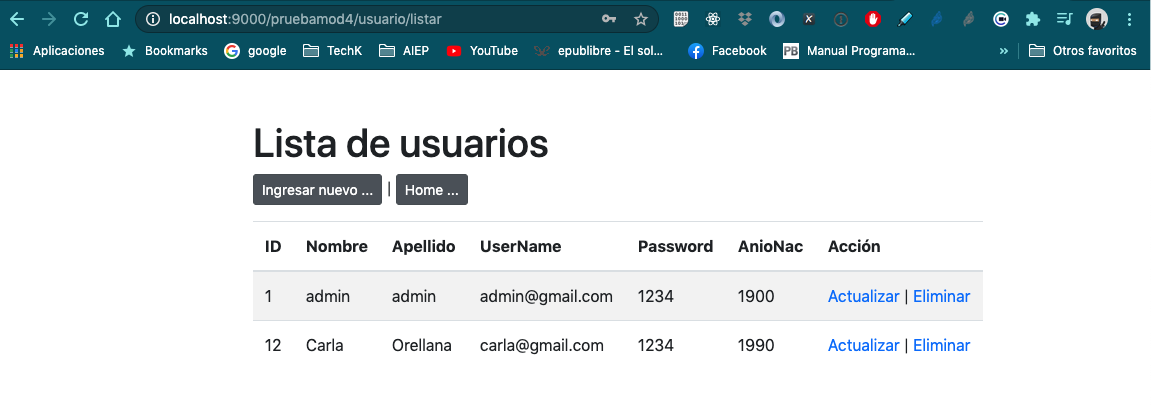 localhost:9000/pruebamod4/usuario/listar
Aplicaciones Bookmarks google TechK AIEP YouTube epublibre - El sol... Facebook PB Manual Programa... » Otros favoritos
Lista de usuarios
Ingresar nuevo ... | Home ...
ID Nombre Apellido UserName Password AnioNac Acción
1 admin admin admin@gmail.com 1234 1900 Actualizar | Eliminar
12 Carla Orellana carla@gmail.com 1234 1990 Actualizar | Eliminar